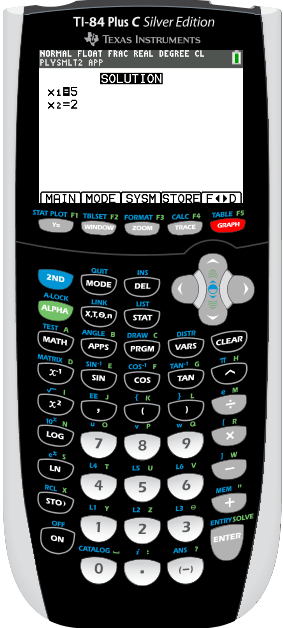 TI-84 Plus C Silver Edition
TEXAS INSTRUMENTS
NORMAL FLOAT FRAC REAL DEGREE CL
PLYSMLT2 APP
SOLUTION
x1=5
x2=2
MAIN MODE SYSM STORE F◄►D
STAT PLOT F1 TBLSET F2 FORMAT F3 CALC F4 TABLE F5
Y= WINDOW ZOOM TRACE GRAPH
QUIT INS
2ND MODE DEL
A-LOCK LINK LIST
ALPHA X,T,Θ,n STAT
TEST A ANGLE B DRAW C DISTR
MATH APPS PRGM VARS CLEAR
MATRIX D SIN⁻¹ E COS⁻¹ F TAN⁻¹ G π H
x⁻¹ SIN COS TAN ^
√ I EE J { K } L e M
x² , ( ) ÷
10ˣ N u O v P w Q [ R
LOG 7 8 9 ×
eˣ S L4 T L5 U L6 V ] W
LN 4 5 6 −
RCL X L1 Y L2 Z L3 θ MEM "
STO› 1 2 3 +
OFF CATALOG ⎵ i : ANS ? ENTRY SOLVE
ON 0 . (−) ENTER